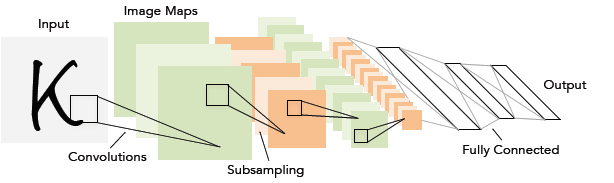 Input
Image Maps
K
Output
Convolutions
Subsampling
Fully Connected